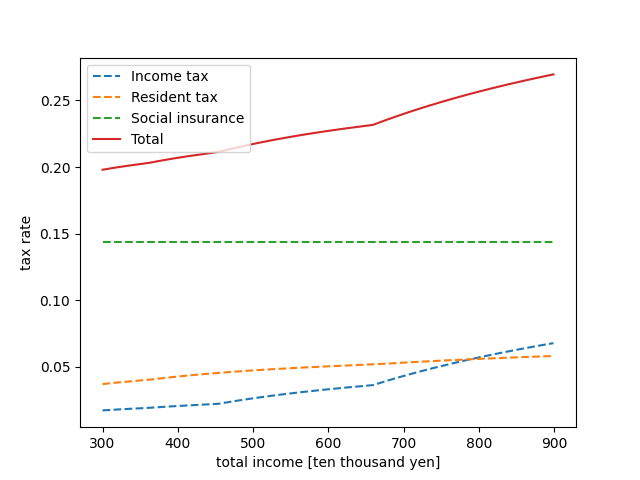 Income tax
Resident tax
Social insurance
Total
0.25
0.20
0.15
0.10
0.05
tax rate
300 400 500 600 700 800 900
total income [ten thousand yen]